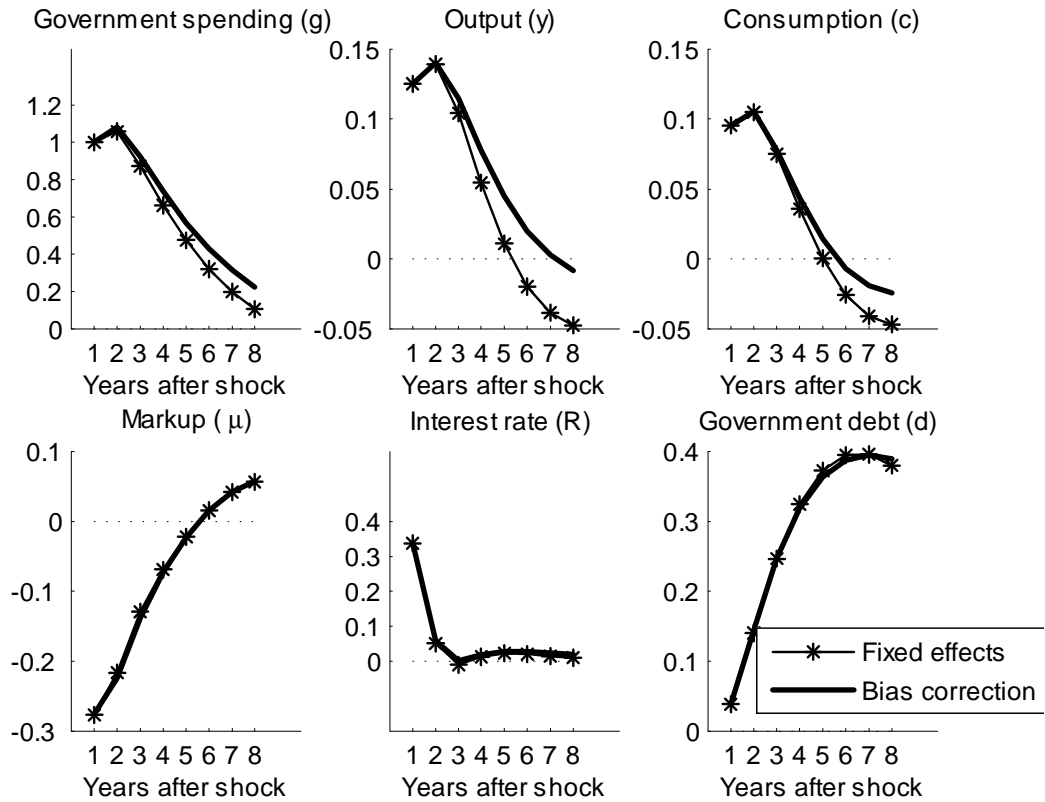 Government spending (g)
1.2
1
0.8
0.6
0.4
0.2
0
1 2 3 4 5 6 7 8
Years after shock
Output (y)
0.15
0.1
0.05
0
-0.05
1 2 3 4 5 6 7 8
Years after shock
Consumption (c)
0.15
0.1
0.05
0
-0.05
1 2 3 4 5 6 7 8
Years after shock
Markup ( μ)
0.1
0
-0.1
-0.2
-0.3
1 2 3 4 5 6 7 8
Years after shock
Interest rate (R)
0.4
0.3
0.2
0.1
0
1 2 3 4 5 6 7 8
Years after shock
Government debt (d)
0.4
0.3
0.2
0.1
0
Fixed effects
Bias correction
1 2 3 4 5 6 7 8
Years after shock